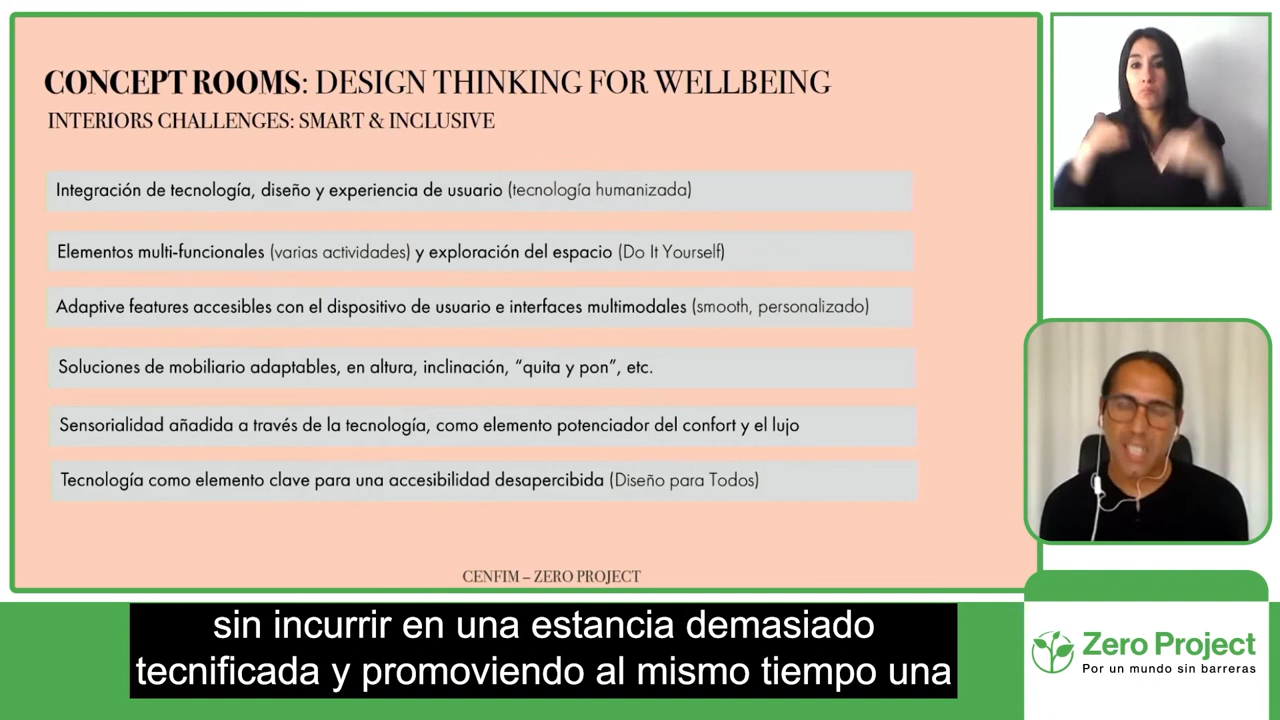 CONCEPT ROOMS: DESIGN THINKING FOR WELLBEING
INTERIORS CHALLENGES: SMART & INCLUSIVE
Integración de tecnología, diseño y experiencia de usuario (tecnología humanizada)
Elementos multi-funcionales (varias actividades) y exploración del espacio (Do It Yourself)
Adaptive features accesibles con el dispositivo de usuario e interfaces multimodales (smooth, personalizado)
Soluciones de mobiliario adaptables, en altura, inclinación, “quita y pon”, etc.
Sensorialidad añadida a través de la tecnología, como elemento potenciador del confort y el lujo
Tecnología como elemento clave para una accesibilidad desapercibida (Diseño para Todos)
CENFIM – ZERO PROJECT
sin incurrir en una estancia demasiado
tecnificada y promoviendo al mismo tiempo una
Zero Project
Por un mundo sin barreras